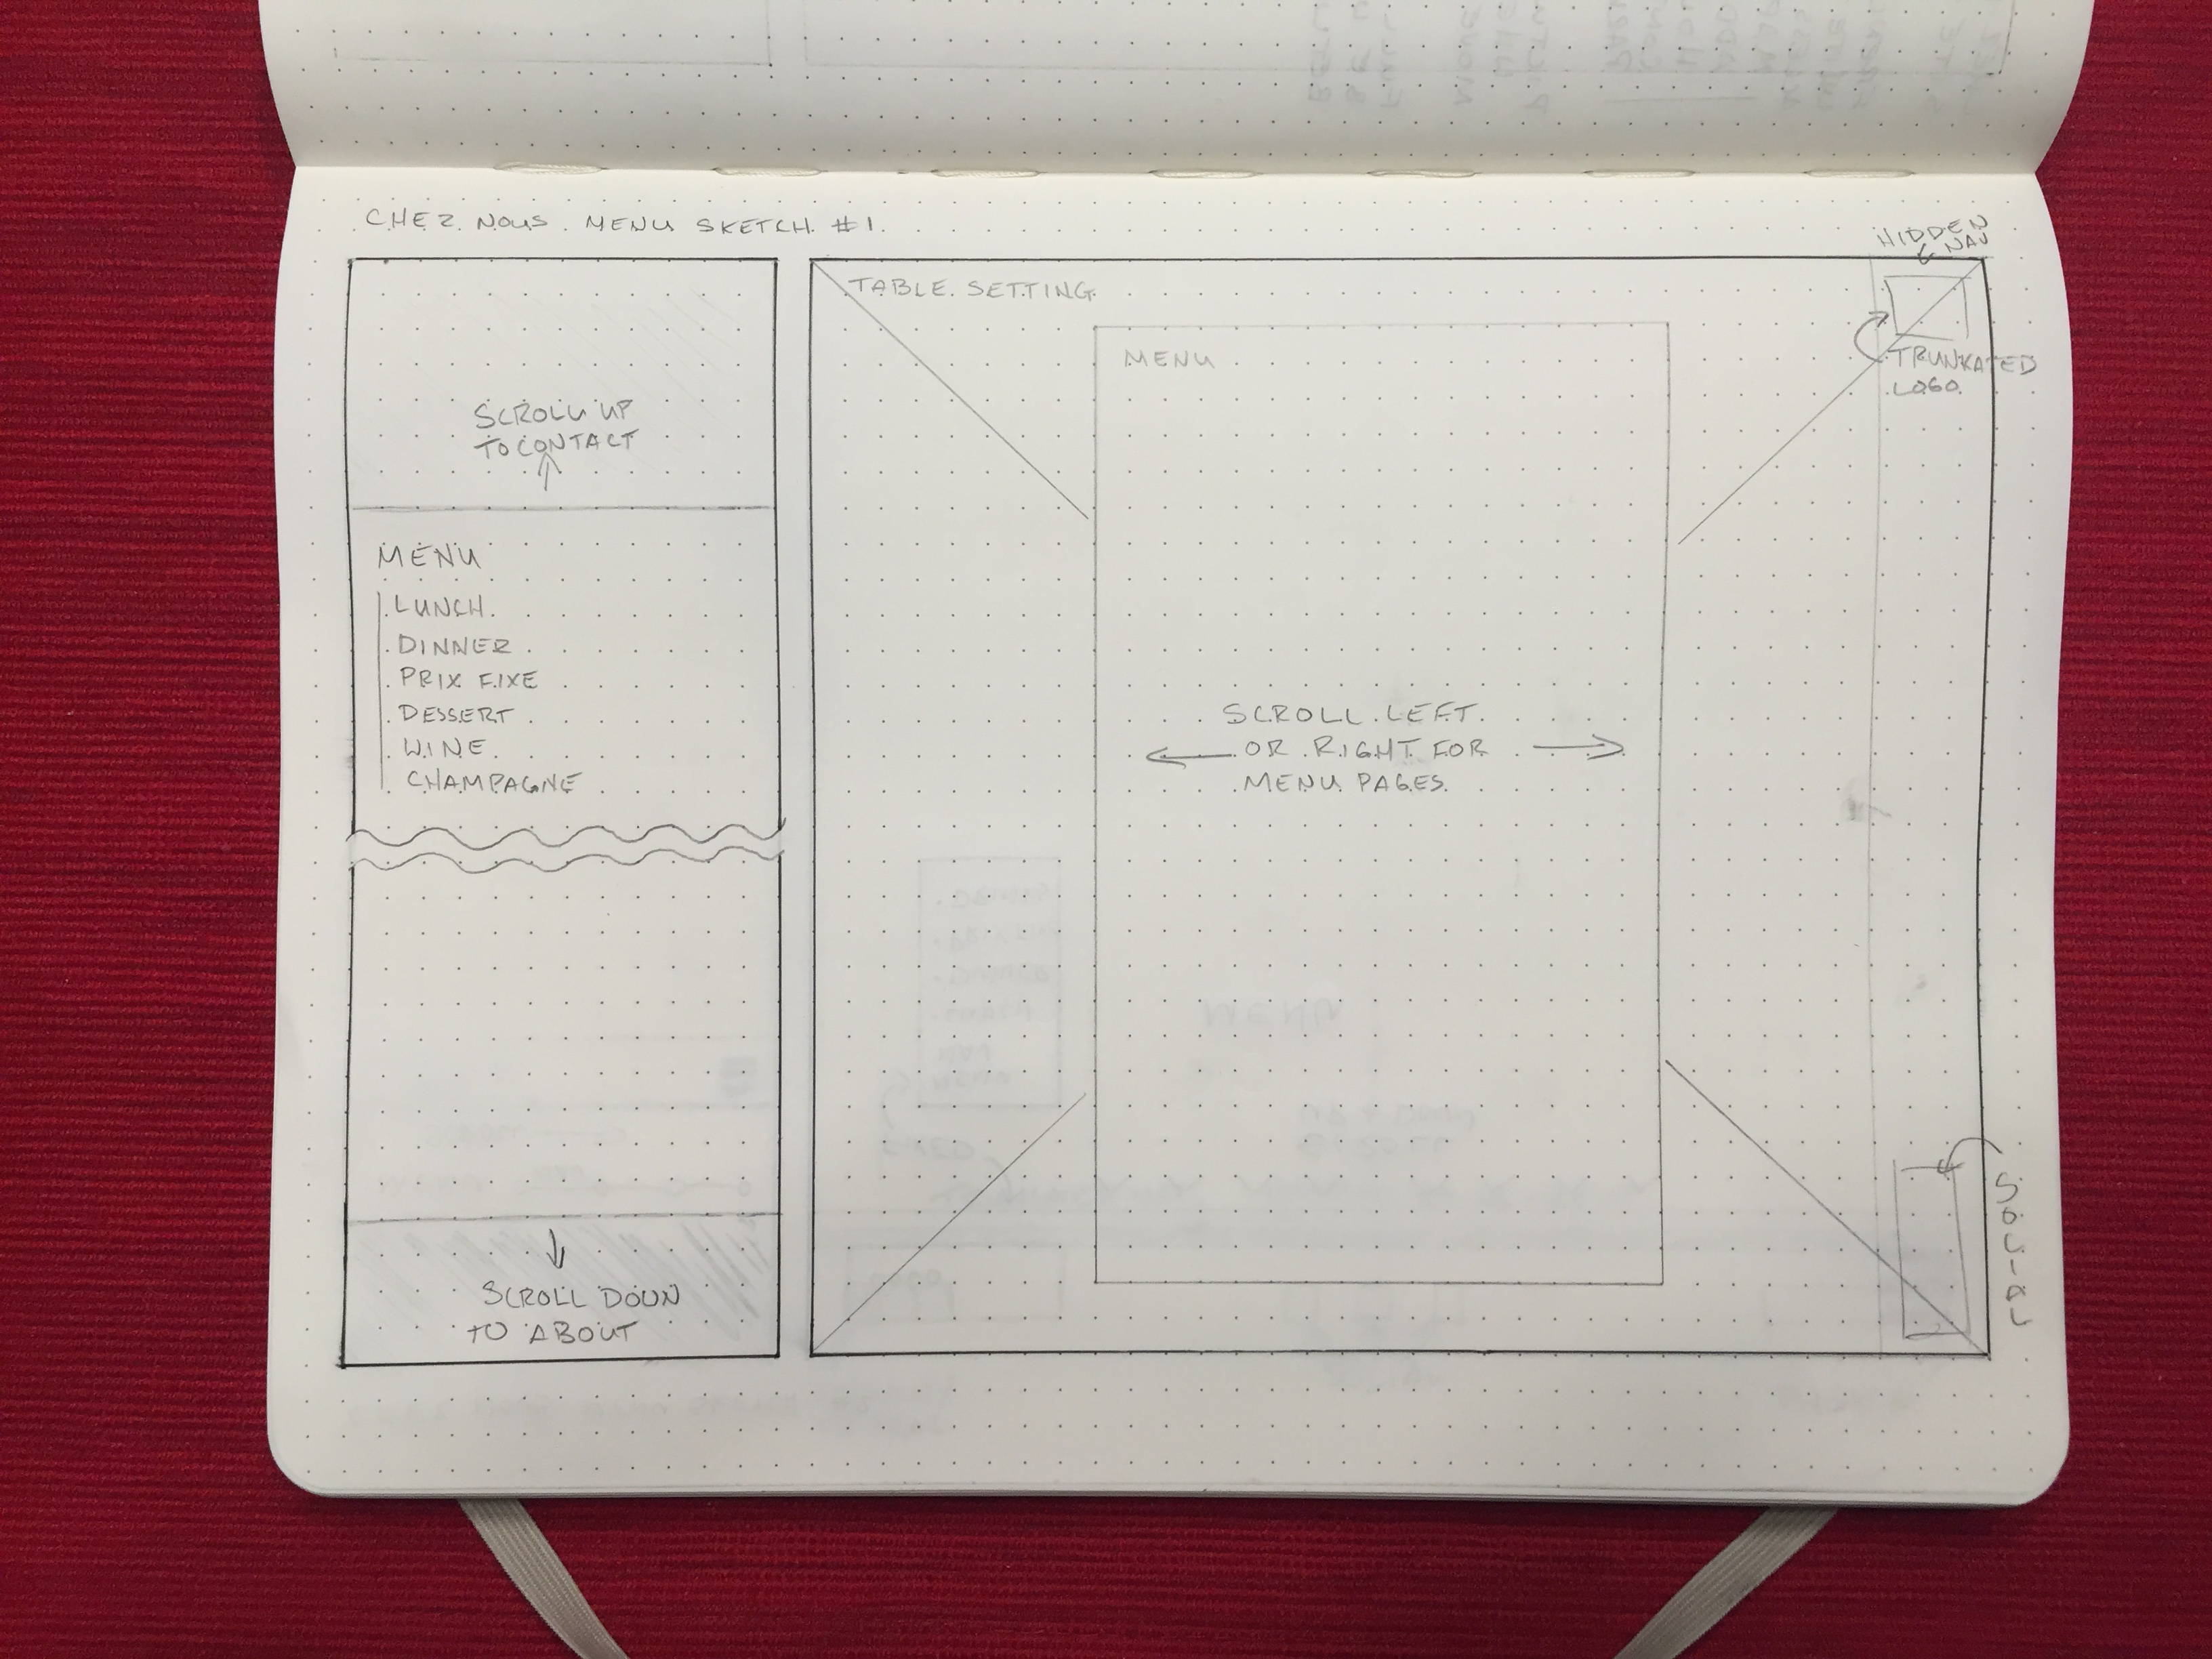 CHEZ NOUS MENU SKETCH #1
SCROLL UP
TO CONTACT
MENU
LUNCH
DINNER
PRIX FIXE
DESSERT
WINE
CHAMPAGNE
SCROLL DOWN
TO ABOUT
TABLE SETTING
MENU
SCROLL LEFT
OR RIGHT FOR
MENU PAGES
HIDDEN
NAV
TRUNKATED
LOGO
SOCIAL